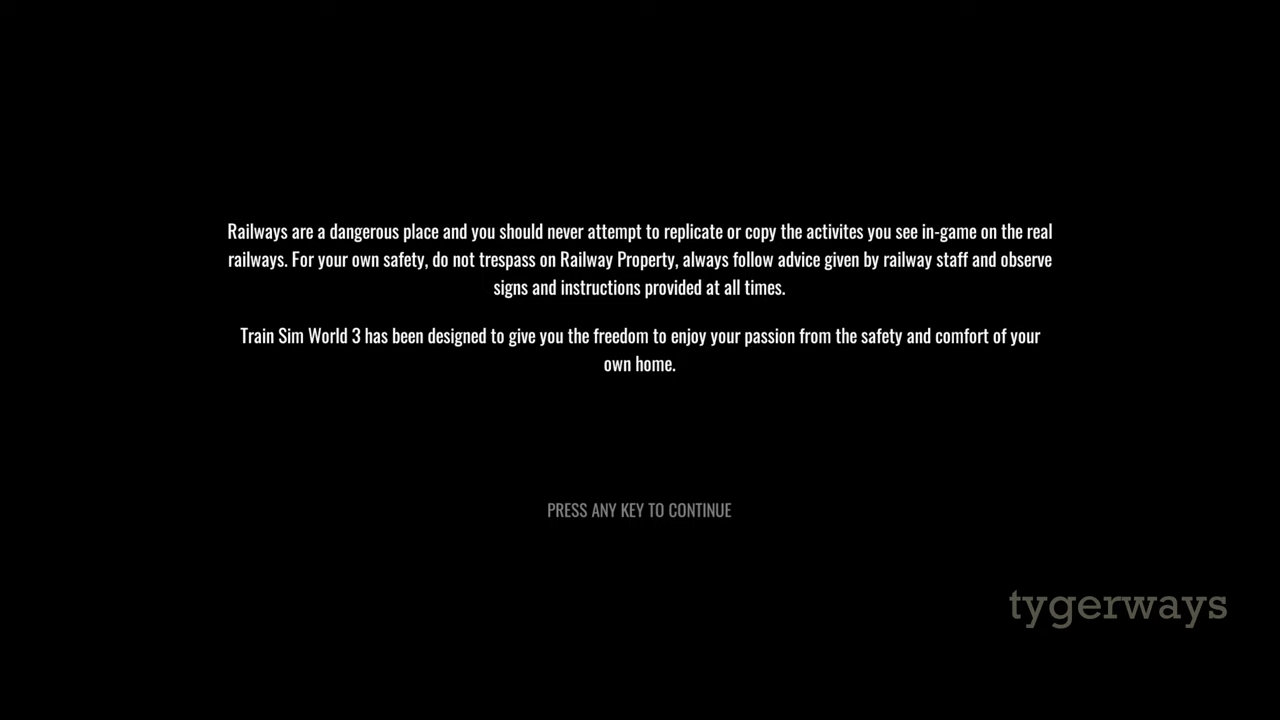 Railways are a dangerous place and you should never attempt to replicate or copy the activites you see in-game on the real
railways. For your own safety, do not trespass on Railway Property, always follow advice given by railway staff and observe
signs and instructions provided at all times.
Train Sim World 3 has been designed to give you the freedom to enjoy your passion from the safety and comfort of your
own home.
PRESS ANY KEY TO CONTINUE
tygerways